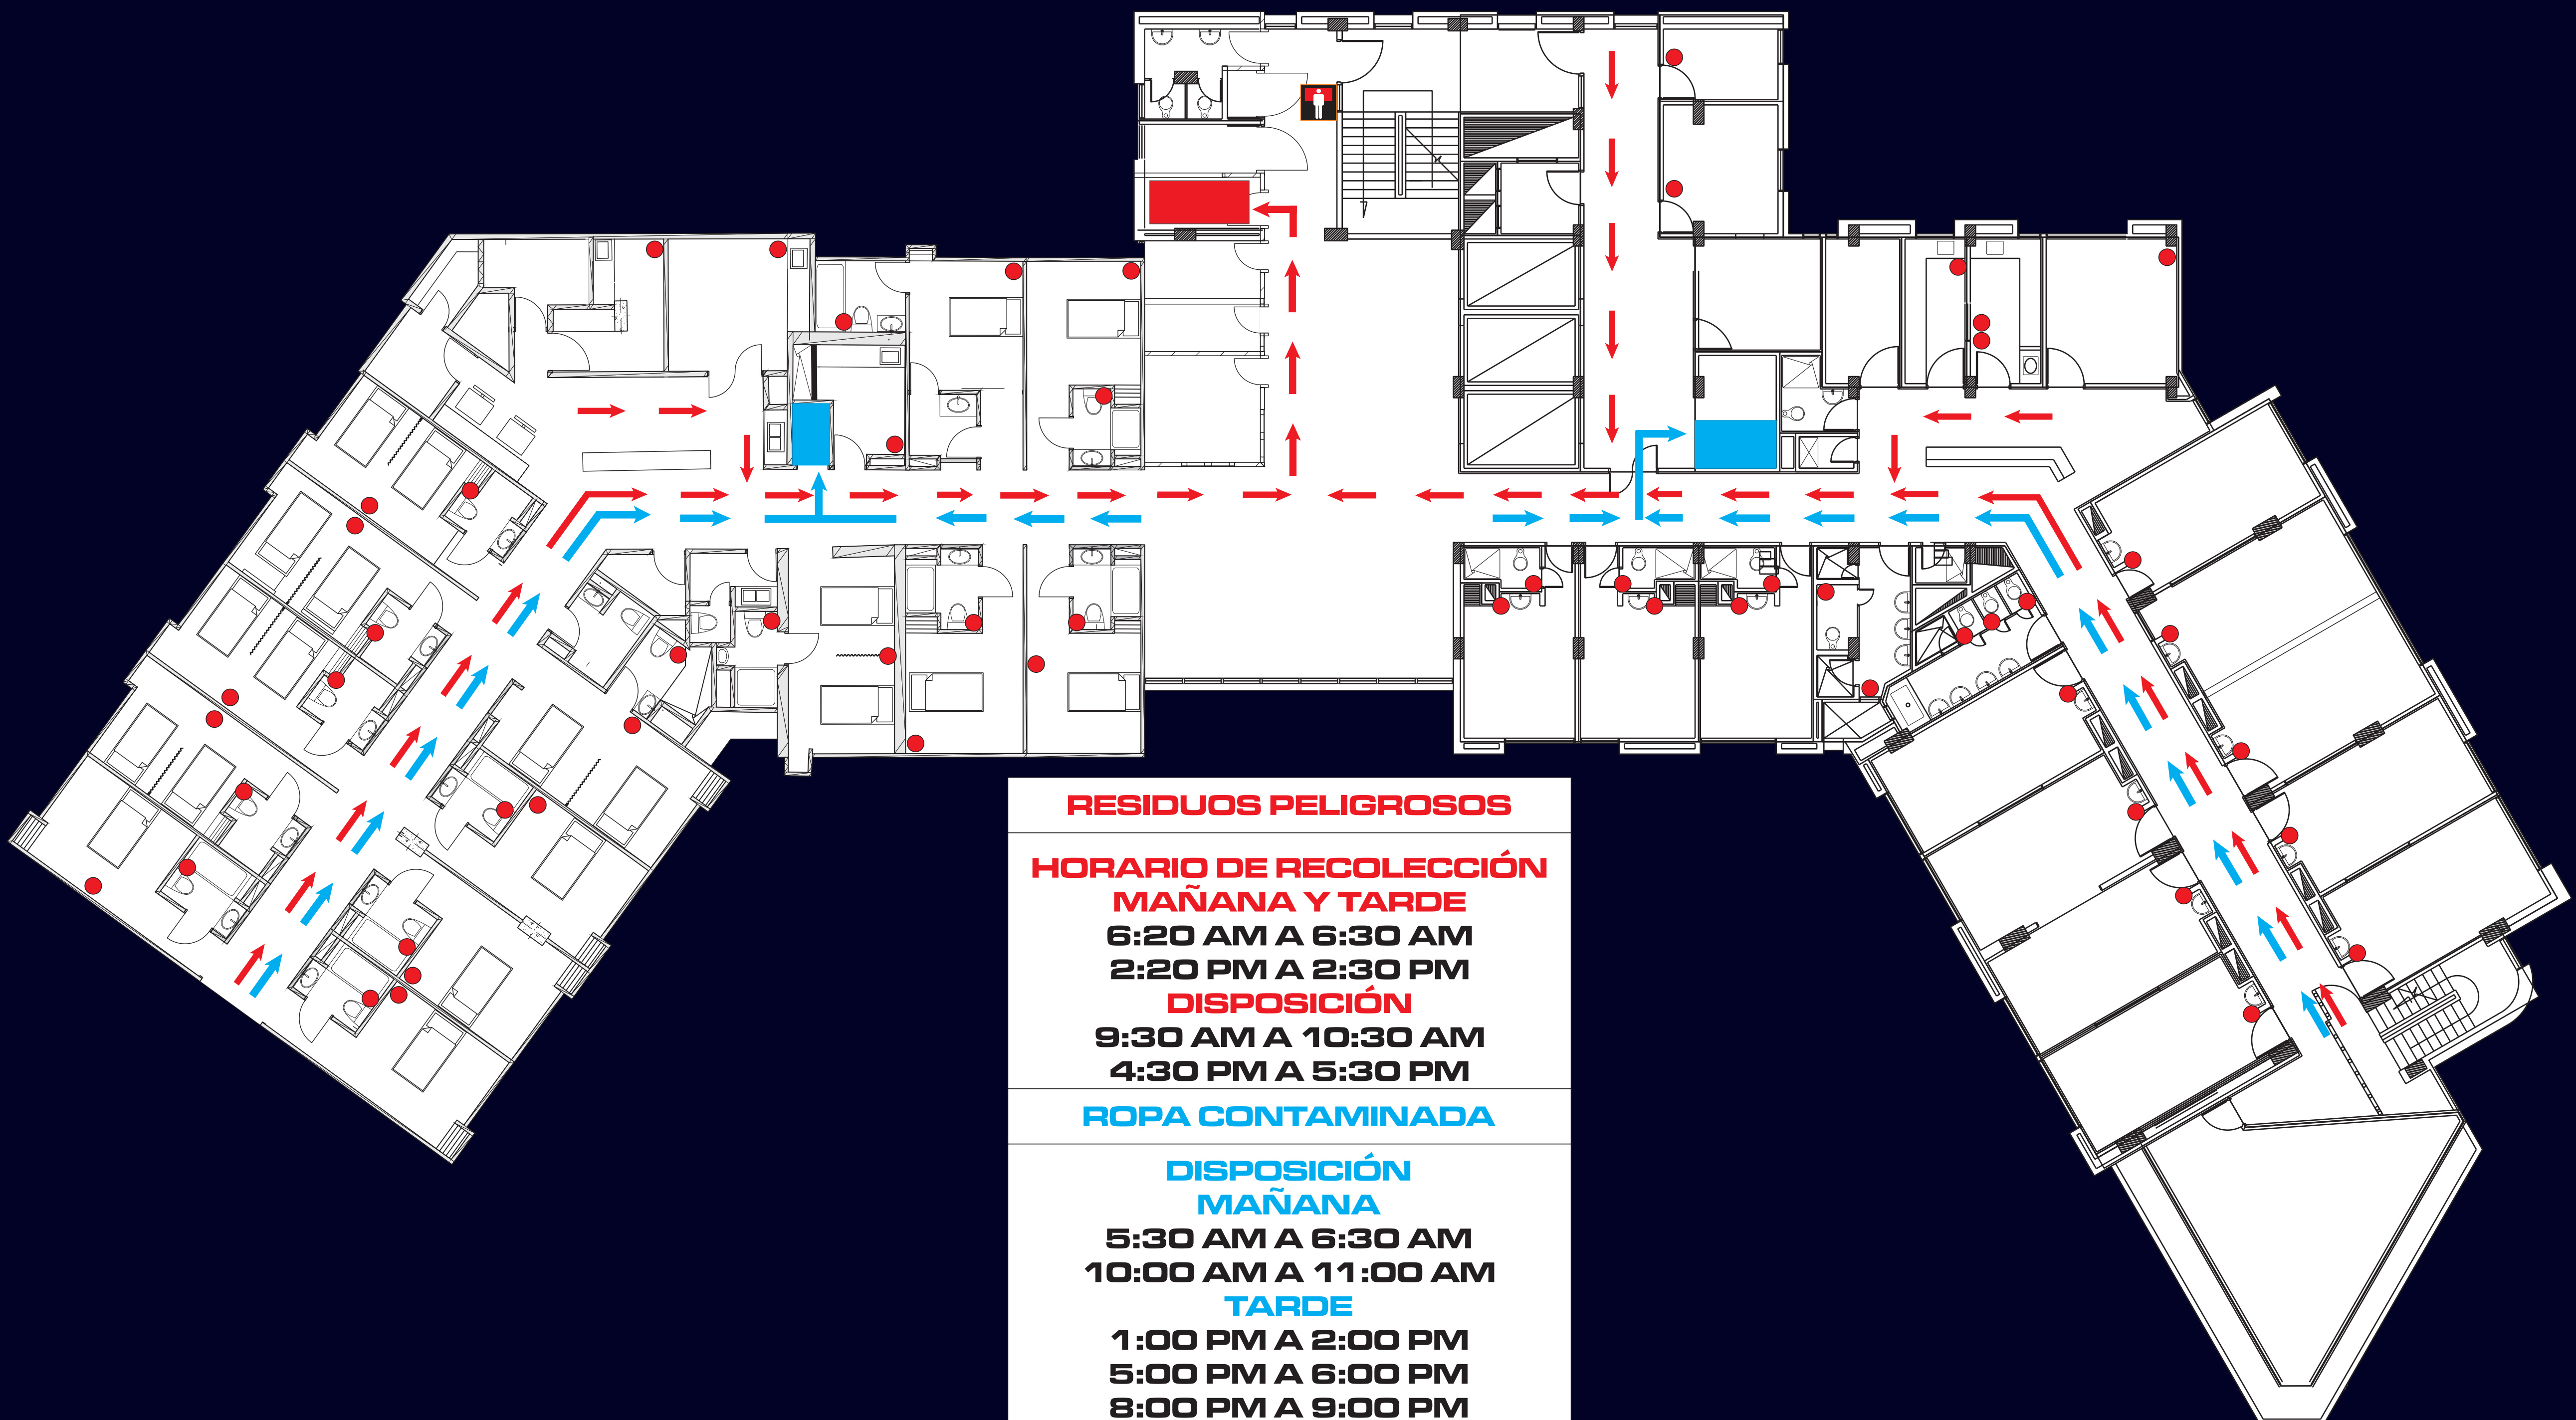 RESIDUOS PELIGROSOS
HORARIO DE RECOLECCIÓN
MAÑANA Y TARDE
6:20 AM A 6:30 AM
2:20 PM A 2:30 PM
DISPOSICIÓN
9:30 AM A 10:30 AM
4:30 PM A 5:30 PM
ROPA CONTAMINADA
DISPOSICIÓN
MAÑANA
5:30 AM A 6:30 AM
10:00 AM A 11:00 AM
TARDE
1:00 PM A 2:00 PM
5:00 PM A 6:00 PM
8:00 PM A 9:00 PM